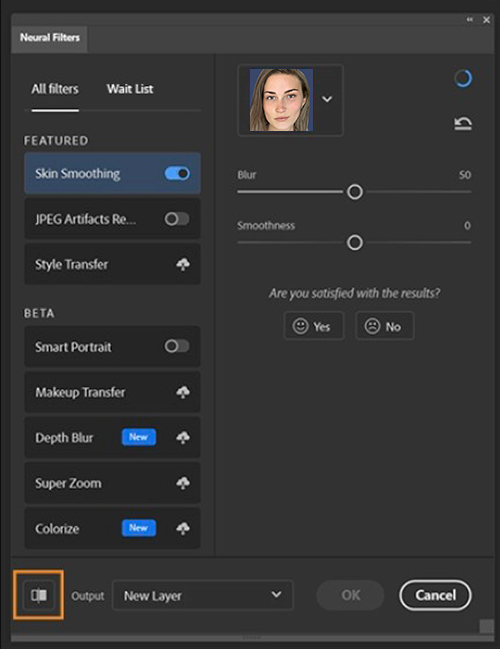 Neural Filters
All filters
Wait List
FEATURED
Skin Smoothing
JPEG Artifacts Re...
Style Transfer
BETA
Smart Portrait
Makeup Transfer
Depth Blur New
Super Zoom
Colorize New
Blur 50
Smoothness 0
Are you satisfied with the results?
Yes
No
Output New Layer OK Cancel